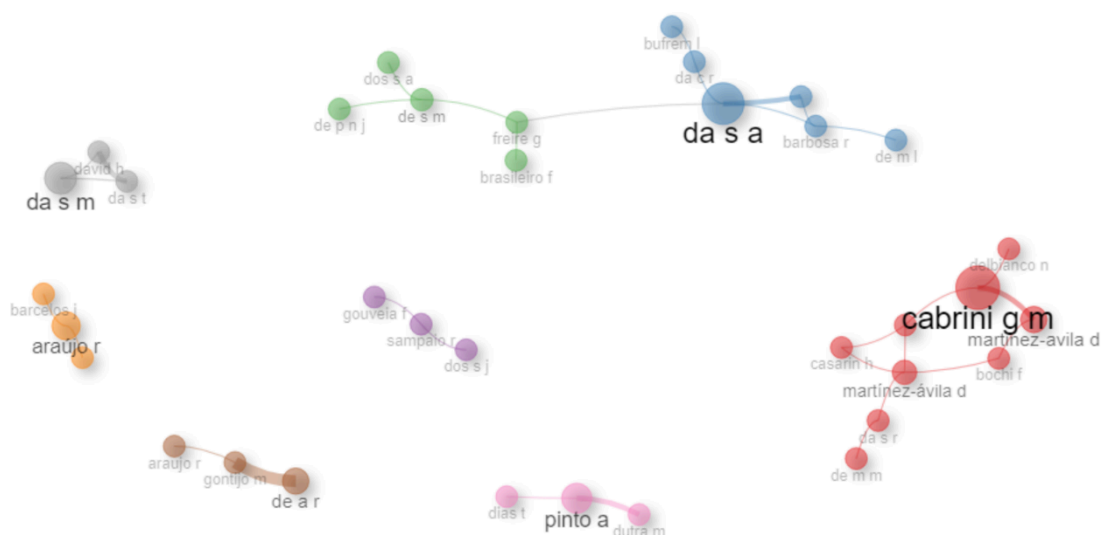 bufrem l
da c r
dos s a
de s m
de p n j
freire g
brasileiro f
da s a
barbosa r
de m l
david h
da s t
da s m
delbianco n
cabrini g m
martinez-avila d
casarin h
bochi f
martínez-ávila d
da s r
de m m
barcelos j
araújo r
gouveia f
sampaio r
dos s j
araujo r
gontijo m
de a r
dias t
pinto a
dutra m